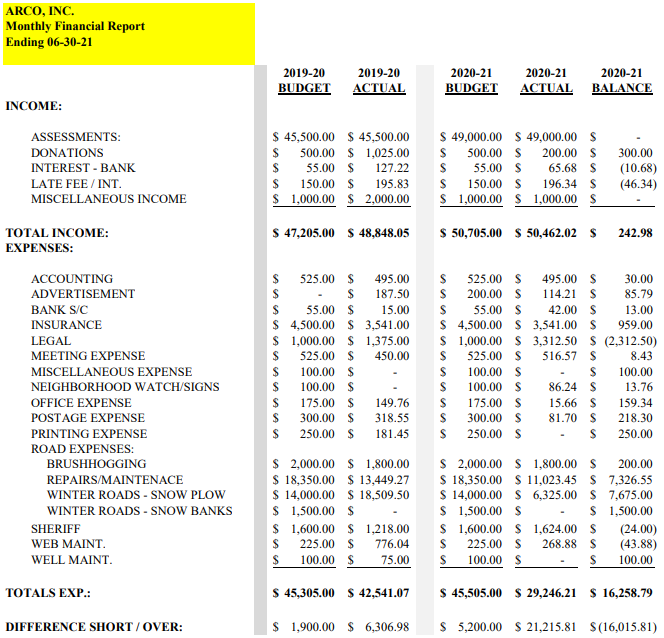 ARCO, INC.
Monthly Financial Report
Ending 06-30-21
2019-20 2019-20 2020-21 2020-21 2020-21
BUDGET ACTUAL BUDGET ACTUAL BALANCE
INCOME:
ASSESSMENTS: $ 45,500.00 $ 45,500.00 $ 49,000.00 $ 49,000.00 $ -
DONATIONS $ 500.00 $ 1,025.00 $ 500.00 $ 200.00 $ 300.00
INTEREST - BANK $ 55.00 $ 127.22 $ 55.00 $ 65.68 $ (10.68)
LATE FEE / INT. $ 150.00 $ 195.83 $ 150.00 $ 196.34 $ (46.34)
MISCELLANEOUS INCOME $ 1,000.00 $ 2,000.00 $ 1,000.00 $ 1,000.00 $ -
TOTAL INCOME: $ 47,205.00 $ 48,848.05 $ 50,705.00 $ 50,462.02 $ 242.98
EXPENSES:
ACCOUNTING $ 525.00 $ 495.00 $ 525.00 $ 495.00 $ 30.00
ADVERTISEMENT $ - $ 187.50 $ 200.00 $ 114.21 $ 85.79
BANK S/C $ 55.00 $ 15.00 $ 55.00 $ 42.00 $ 13.00
INSURANCE $ 4,500.00 $ 3,541.00 $ 4,500.00 $ 3,541.00 $ 959.00
LEGAL $ 1,000.00 $ 1,375.00 $ 1,000.00 $ 3,312.50 $ (2,312.50)
MEETING EXPENSE $ 525.00 $ 450.00 $ 525.00 $ 516.57 $ 8.43
MISCELLANEOUS EXPENSE $ 100.00 $ - $ 100.00 $ - $ 100.00
NEIGHBORHOOD WATCH/SIGNS $ 100.00 $ - $ 100.00 $ 86.24 $ 13.76
OFFICE EXPENSE $ 175.00 $ 149.76 $ 175.00 $ 15.66 $ 159.34
POSTAGE EXPENSE $ 300.00 $ 318.55 $ 300.00 $ 81.70 $ 218.30
PRINTING EXPENSE $ 250.00 $ 181.45 $ 250.00 $ - $ 250.00
ROAD EXPENSES:
BRUSHHOGGING $ 2,000.00 $ 1,800.00 $ 2,000.00 $ 1,800.00 $ 200.00
REPAIRS/MAINTENACE $ 18,350.00 $ 13,449.27 $ 18,350.00 $ 11,023.45 $ 7,326.55
WINTER ROADS - SNOW PLOW $ 14,000.00 $ 18,509.50 $ 14,000.00 $ 6,325.00 $ 7,675.00
WINTER ROADS - SNOW BANKS $ 1,500.00 $ - $ 1,500.00 $ - $ 1,500.00
SHERIFF $ 1,600.00 $ 1,218.00 $ 1,600.00 $ 1,624.00 $ (24.00)
WEB MAINT. $ 225.00 $ 776.04 $ 225.00 $ 268.88 $ (43.88)
WELL MAINT. $ 100.00 $ 75.00 $ 100.00 $ - $ 100.00
TOTALS EXP.: $ 45,305.00 $ 42,541.07 $ 45,505.00 $ 29,246.21 $ 16,258.79
DIFFERENCE SHORT / OVER: $ 1,900.00 $ 6,306.98 $ 5,200.00 $ 21,215.81 $ (16,015.81)